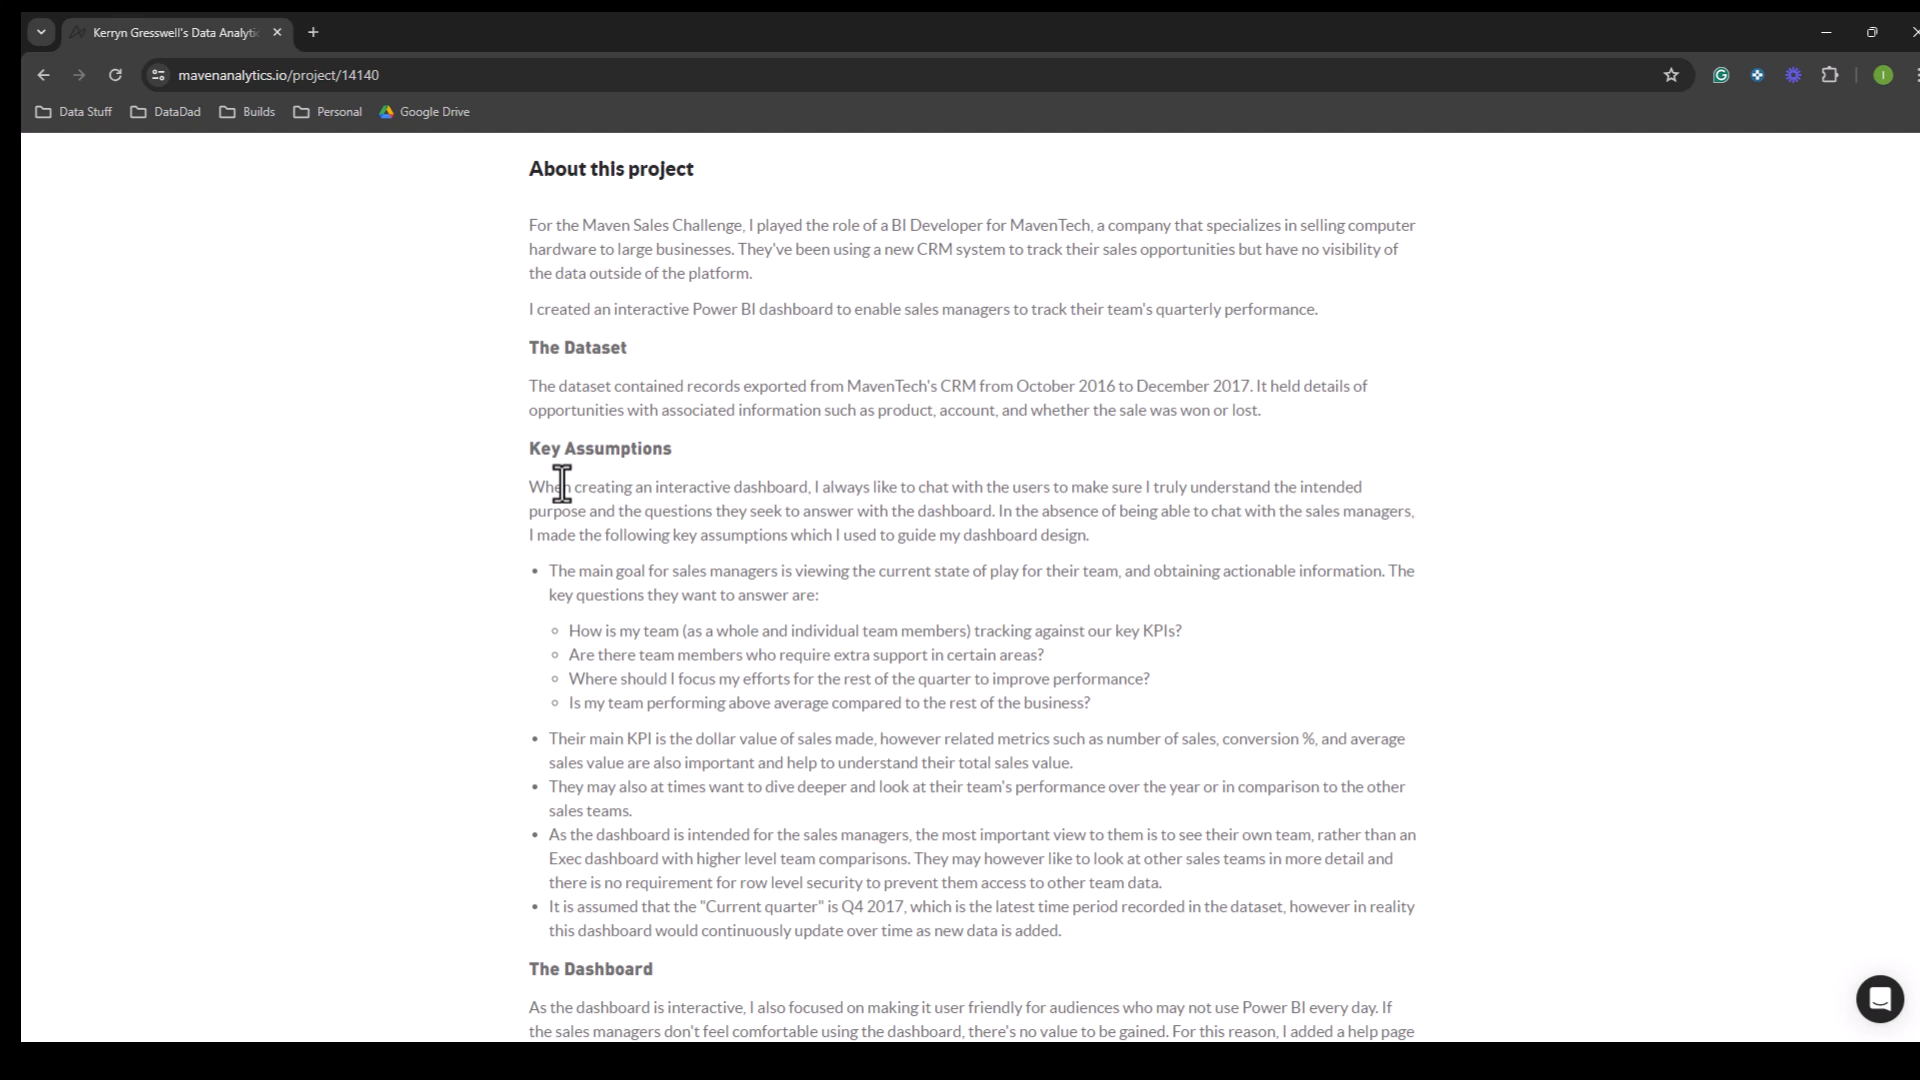 Kerryn Gresswell's Data Analytic
mavenanalytics.io/project/14140
I
Data Stuff
DataDad
Builds
Personal
Google Drive
About this project
For the Maven Sales Challenge, I played the role of a BI Developer for MavenTech, a company that specializes in selling computer
hardware to large businesses. They've been using a new CRM system to track their sales opportunities but have no visibility of
the data outside of the platform.
I created an interactive Power BI dashboard to enable sales managers to track their team's quarterly performance.
The Dataset
The dataset contained records exported from MavenTech's CRM from October 2016 to December 2017. It held details of
opportunities with associated information such as product, account, and whether the sale was won or lost.
Key Assumptions
When creating an interactive dashboard, I always like to chat with the users to make sure I truly understand the intended
purpose and the questions they seek to answer with the dashboard. In the absence of being able to chat with the sales managers,
I made the following key assumptions which I used to guide my dashboard design.
• The main goal for sales managers is viewing the current state of play for their team, and obtaining actionable information. The
key questions they want to answer are:
◦ How is my team (as a whole and individual team members) tracking against our key KPIs?
◦ Are there team members who require extra support in certain areas?
◦ Where should I focus my efforts for the rest of the quarter to improve performance?
◦ Is my team performing above average compared to the rest of the business?
• Their main KPI is the dollar value of sales made, however related metrics such as number of sales, conversion %, and average
sales value are also important and help to understand their total sales value.
• They may also at times want to dive deeper and look at their team's performance over the year or in comparison to the other
sales teams.
• As the dashboard is intended for the sales managers, the most important view to them is to see their own team, rather than an
Exec dashboard with higher level team comparisons. They may however like to look at other sales teams in more detail and
there is no requirement for row level security to prevent them access to other team data.
• It is assumed that the "Current quarter" is Q4 2017, which is the latest time period recorded in the dataset, however in reality
this dashboard would continuously update over time as new data is added.
The Dashboard
As the dashboard is interactive, I also focused on making it user friendly for audiences who may not use Power BI every day. If
the sales managers don't feel comfortable using the dashboard, there's no value to be gained. For this reason, I added a help page